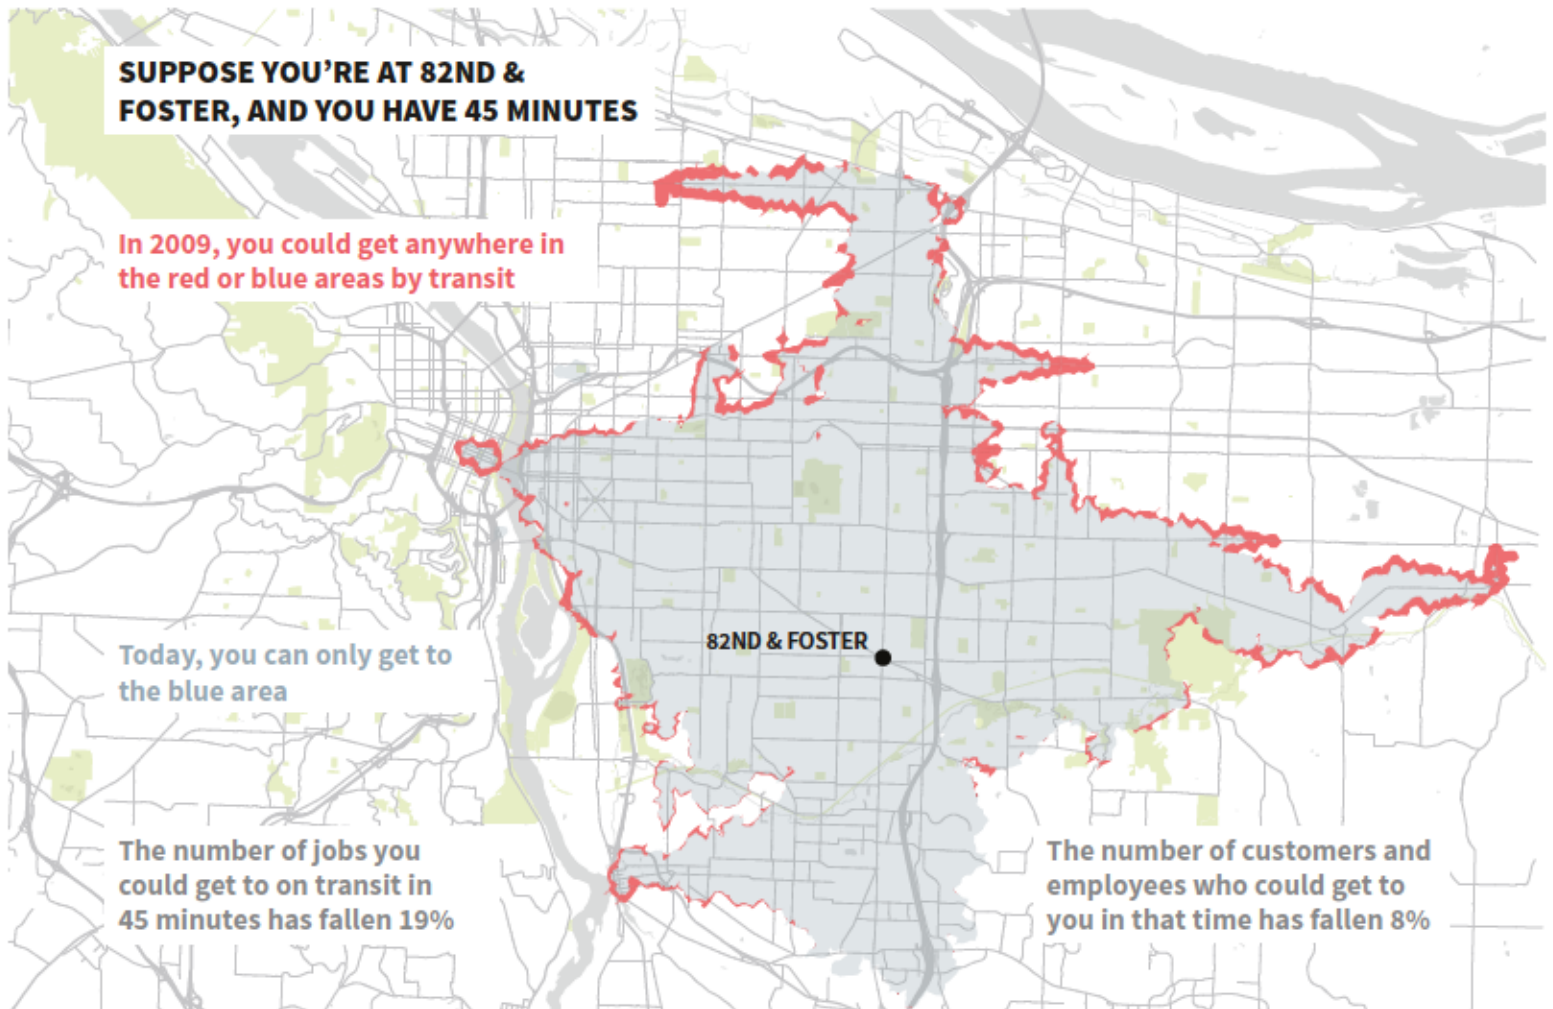 SUPPOSE YOU'RE AT 82ND &
FOSTER, AND YOU HAVE 45 MINUTES
In 2009, you could get anywhere in
the red or blue areas by transit
82ND & FOSTER
Today, you can only get to
the blue area
The number of jobs you
could get to on transit in
45 minutes has fallen 19%
The number of customers and
employees who could get to
you in that time has fallen 8%